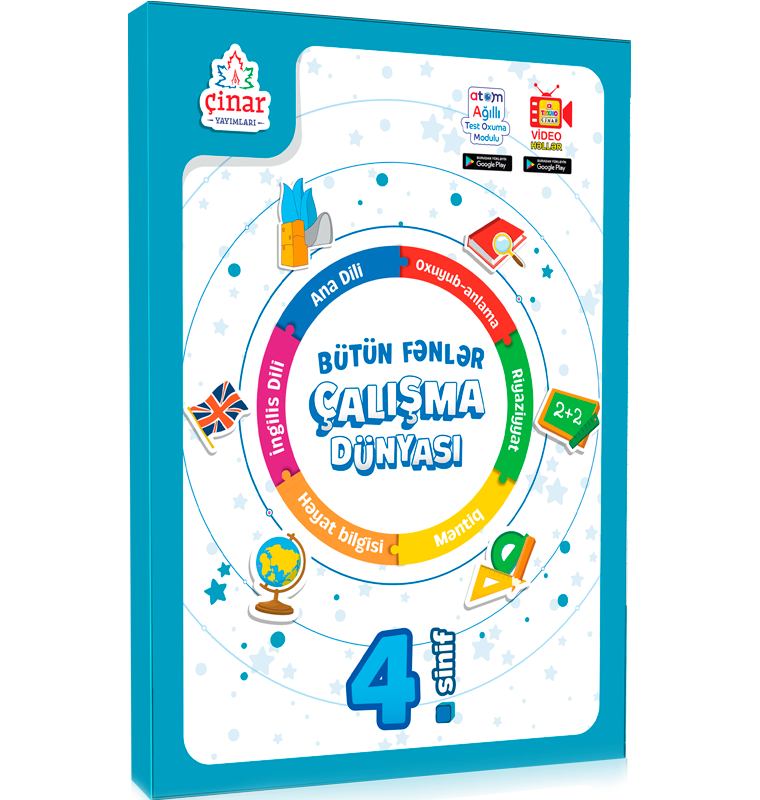 Çinar
YAYIMLARI
atom
Ağıllı
Test Oxuma
Modulu
VİDEO
HƏLLƏR
Google Play
Google Play
Ana Dili
Oxuyub-anlama
Riyaziyyat
Məntiq
Həyat bilgisi
ingilis Dili
2+2
BÜTÜN FƏNLƏR
ÇALIŞMA
DÜNYASI
4
sinif